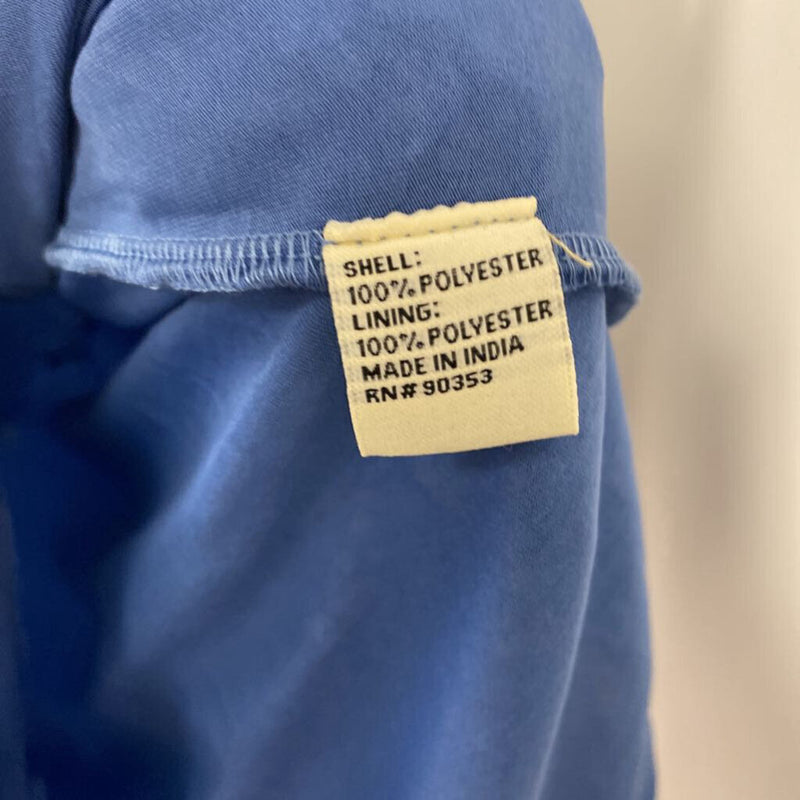 SHELL:
100% POLYESTER
LINING:
100% POLYESTER
MADE IN INDIA
RN# 90353